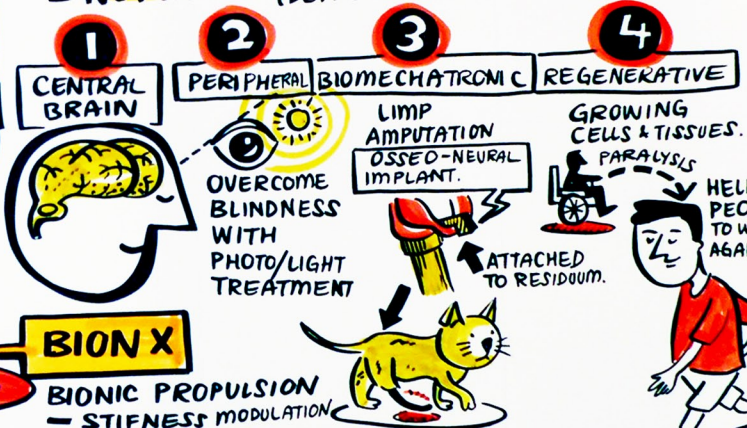 1
CENTRAL
BRAIN
2
PERIPHERAL
OVERCOME
BLINDNESS
WITH
PHOTO/LIGHT
TREATMENT
3
BIOMECHATRONIC
LIMP
AMPUTATION
OSSEO-NEURAL
IMPLANT.
ATTACHED
TO RESIDUUM.
4
REGENERATIVE
GROWING
CELLS & TISSUES.
PARALYSIS
BION X
BIONIC PROPULSION
— STIFNESS MODULATION